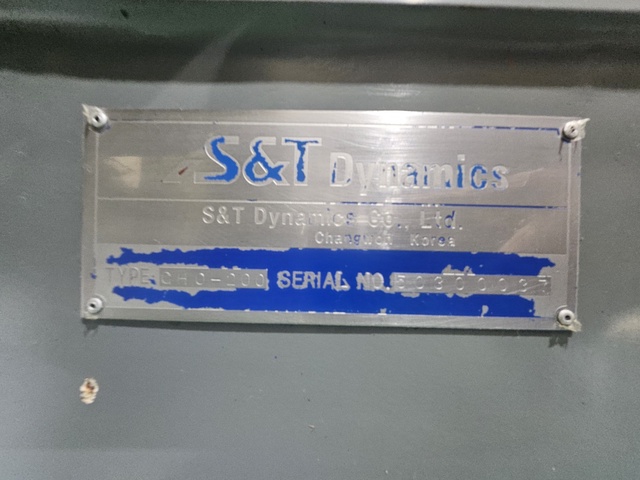 S&T Dynamics
S&T Dynamics Co., Ltd.
Changwon Korea
TYPE SERIAL NO.